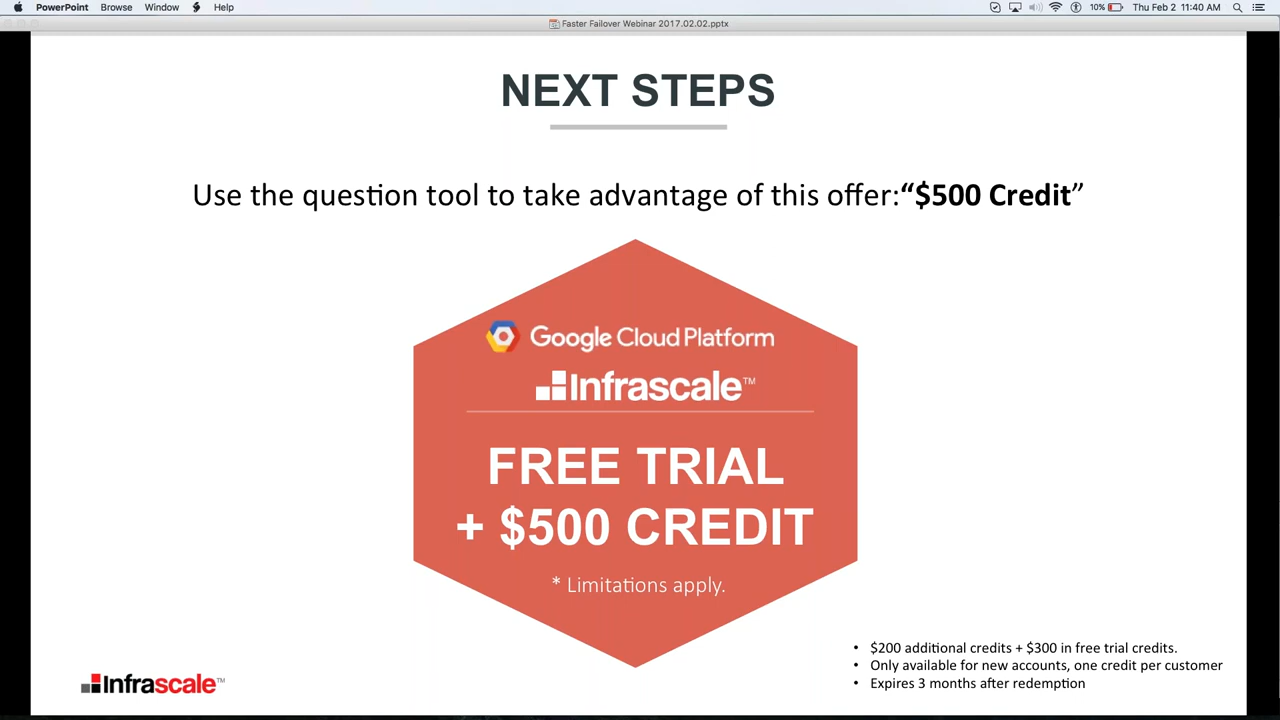 PowerPoint Browse Window Help 10% Thu Feb 2 11:40 AM
Faster Failover Webinar 2017.02.02.pptx
NEXT STEPS
Use the question tool to take advantage of this offer:“$500 Credit”
Google Cloud Platform
Infrascale™
FREE TRIAL
+ $500 CREDIT
* Limitations apply.
• $200 additional credits + $300 in free trial credits.
• Only available for new accounts, one credit per customer
• Expires 3 months after redemption
Infrascale™